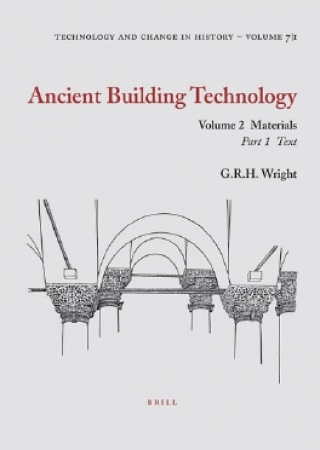 TECHNOLOGY AND CHANGE IN HISTORY – VOLUME 7|1
Ancient Building Technology
Volume 2 Materials
Part 1 Text
G.R.H. Wright
BRILL